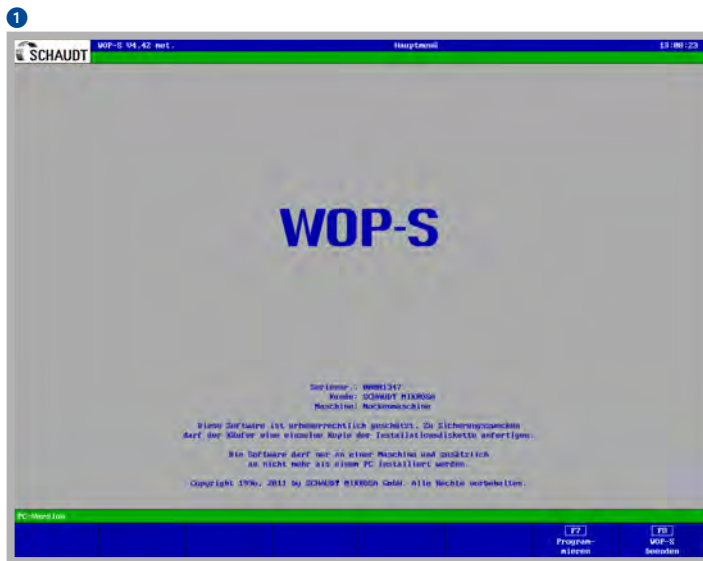 1
SCHAUDT
WOP-S V4.42 met.
Hauptmenü
13:08:23
WOP-S
Seriennr.:
Kunde: SCHAUDT MIKROSA
Maschine: Nockenmaschine
Diese Software ist urheberrechtlich geschützt. Zu Sicherungszwecken
darf der Käufer eine einzelne Kopie der Installationsdiskette anfertigen.
Die Software darf nur an einer Maschine und zusätzlich
an nicht mehr als einem PC installiert werden.
Copyright 1996, 2011 by SCHAUDT MIKROSA GmbH. Alle Rechte vorbehalten.
PC-Version
F7
Program-
mieren
F8
WOP-S
beenden